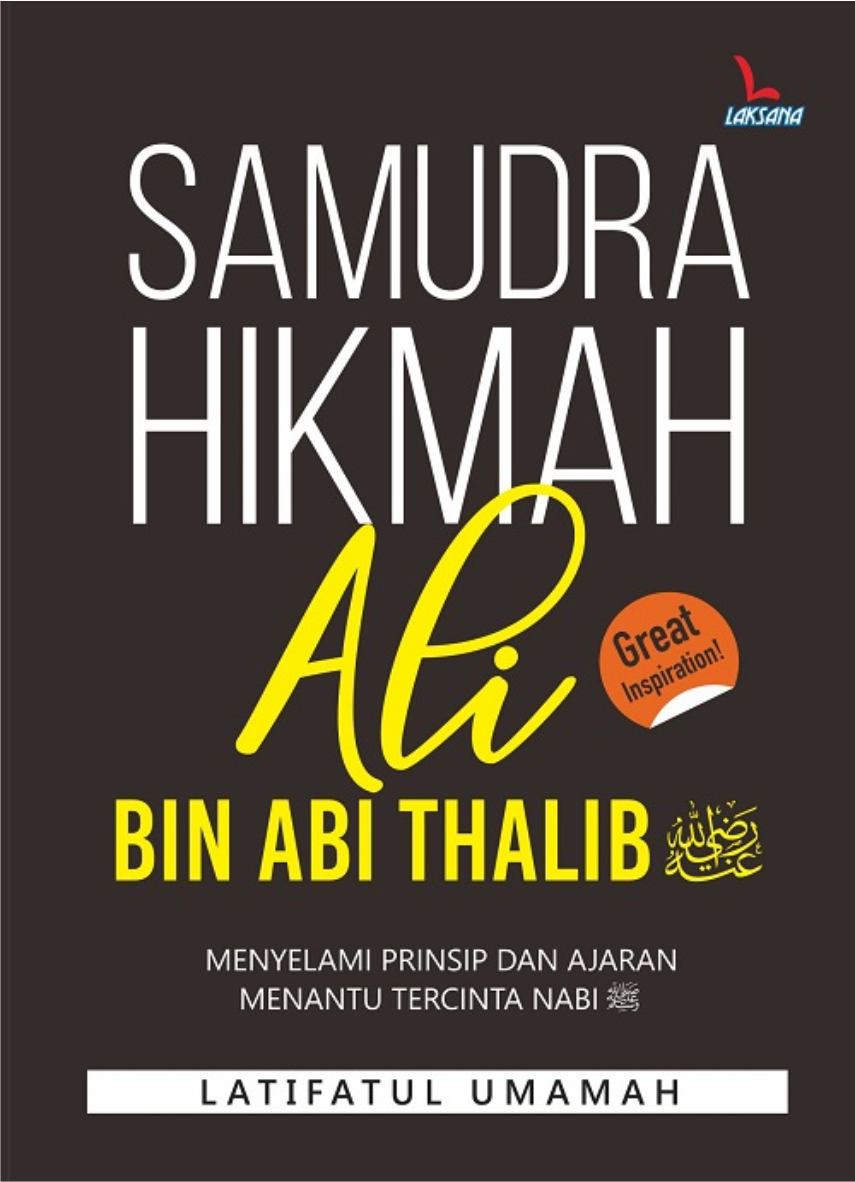 LAKSANA
SAMUDRA
HIKMAH
Ali
Great
Inspiration!
BIN ABI THALIB رضي الله عنه
MENYELAMI PRINSIP DAN AJARAN
MENANTU TERCINTA NABI ﷺ
LATIFATUL UMAMAH